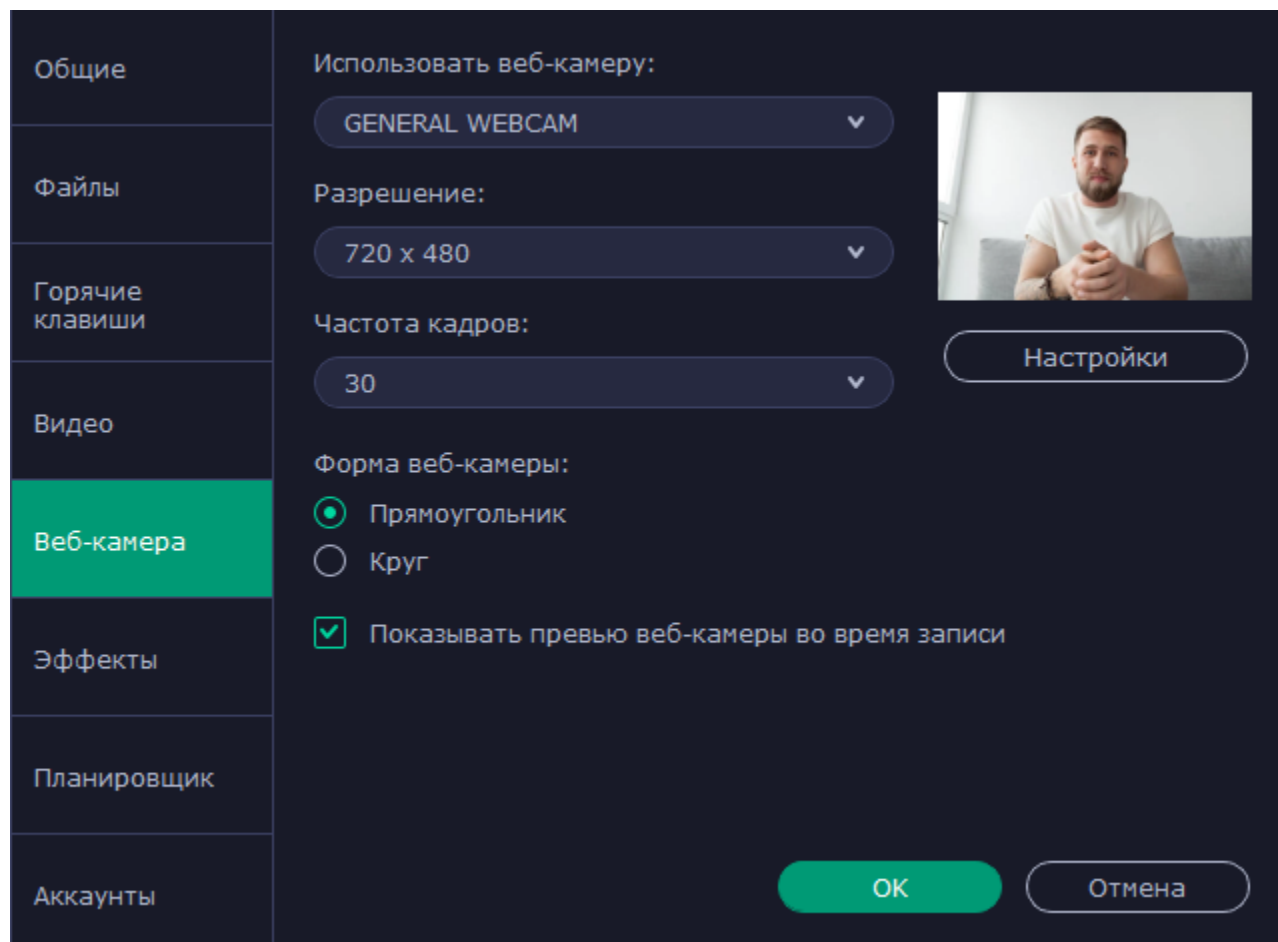 Общие
Файлы
Горячие
клавиши
Видео
Веб-камера
Эффекты
Планировщик
Аккаунты
Использовать веб-камеру:
GENERAL WEBCAM
Разрешение:
720 x 480
Частота кадров:
30
Настройки
Форма веб-камеры:
Прямоугольник
Круг
Показывать превью веб-камеры во время записи
OK
Отмена